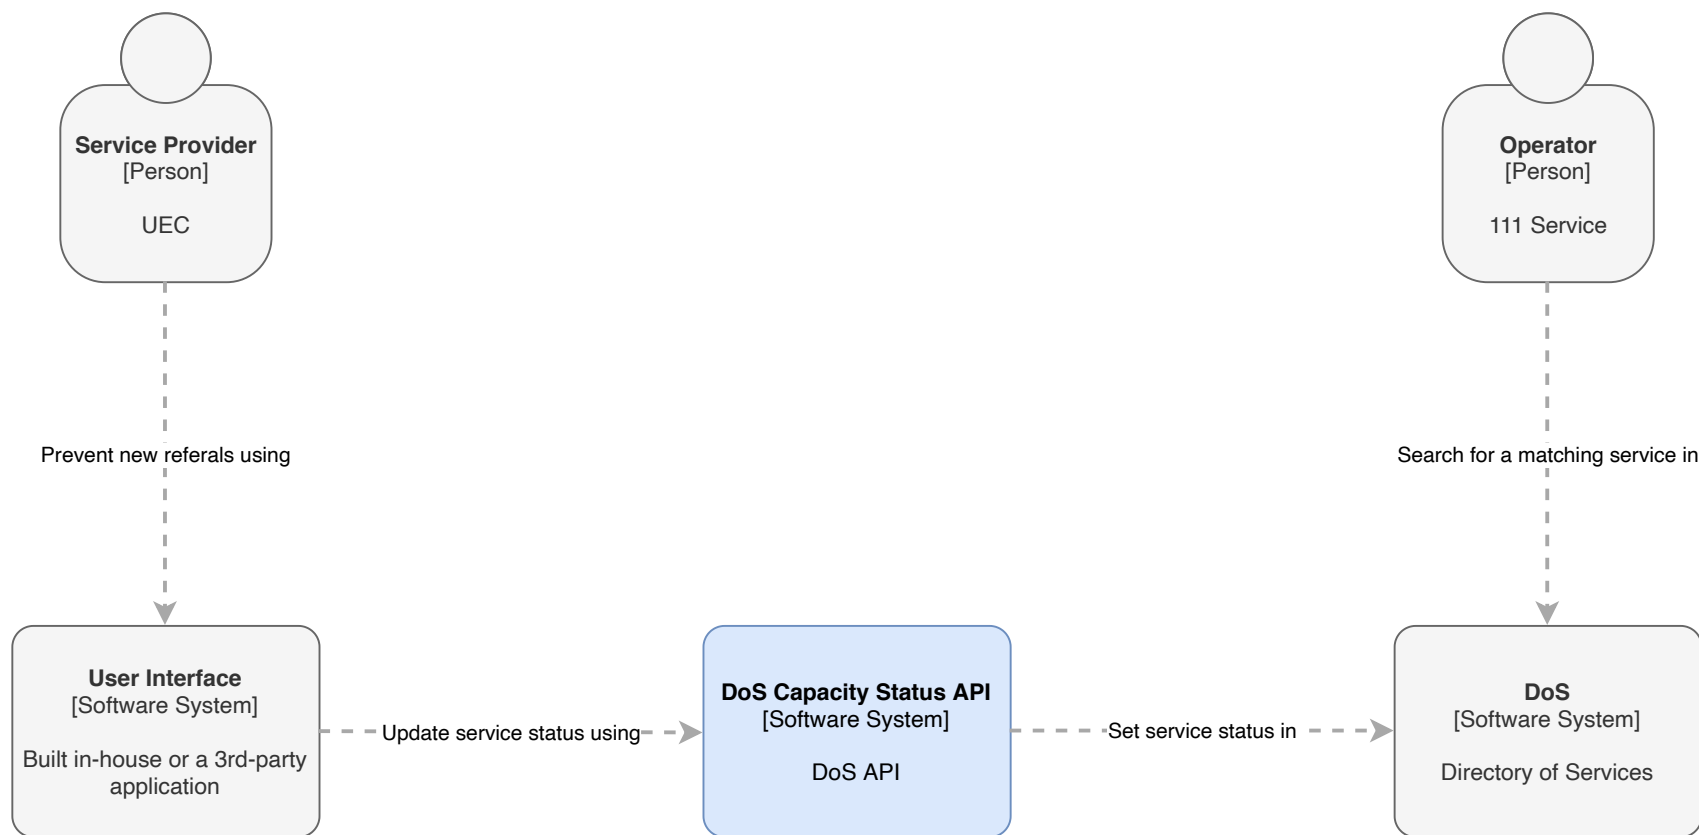 Service Provider
[Person]
UEC
Operator
[Person]
111 Service
Prevent new referals using
Search for a matching service in
User Interface
[Software System]
Built in-house or a 3rd-party
application
Update service status using
DoS Capacity Status API
[Software System]
DoS API
Set service status in
DoS
[Software System]
Directory of Services